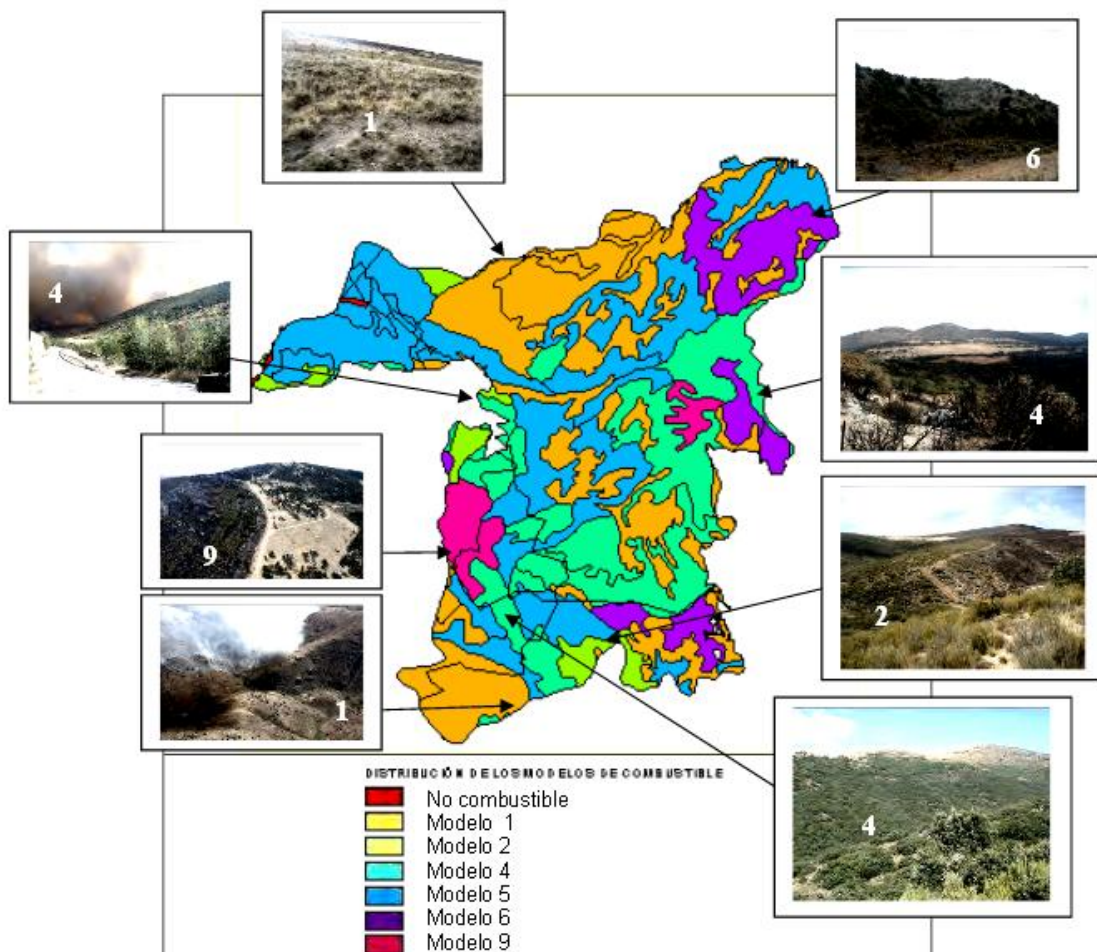 1
6
4
4
9
2
1
4
DISTRIBUCIÓN DE LOS MODELOS DE COMBUSTIBLE
No combustible
Modelo 1
Modelo 2
Modelo 4
Modelo 5
Modelo 6
Modelo 9